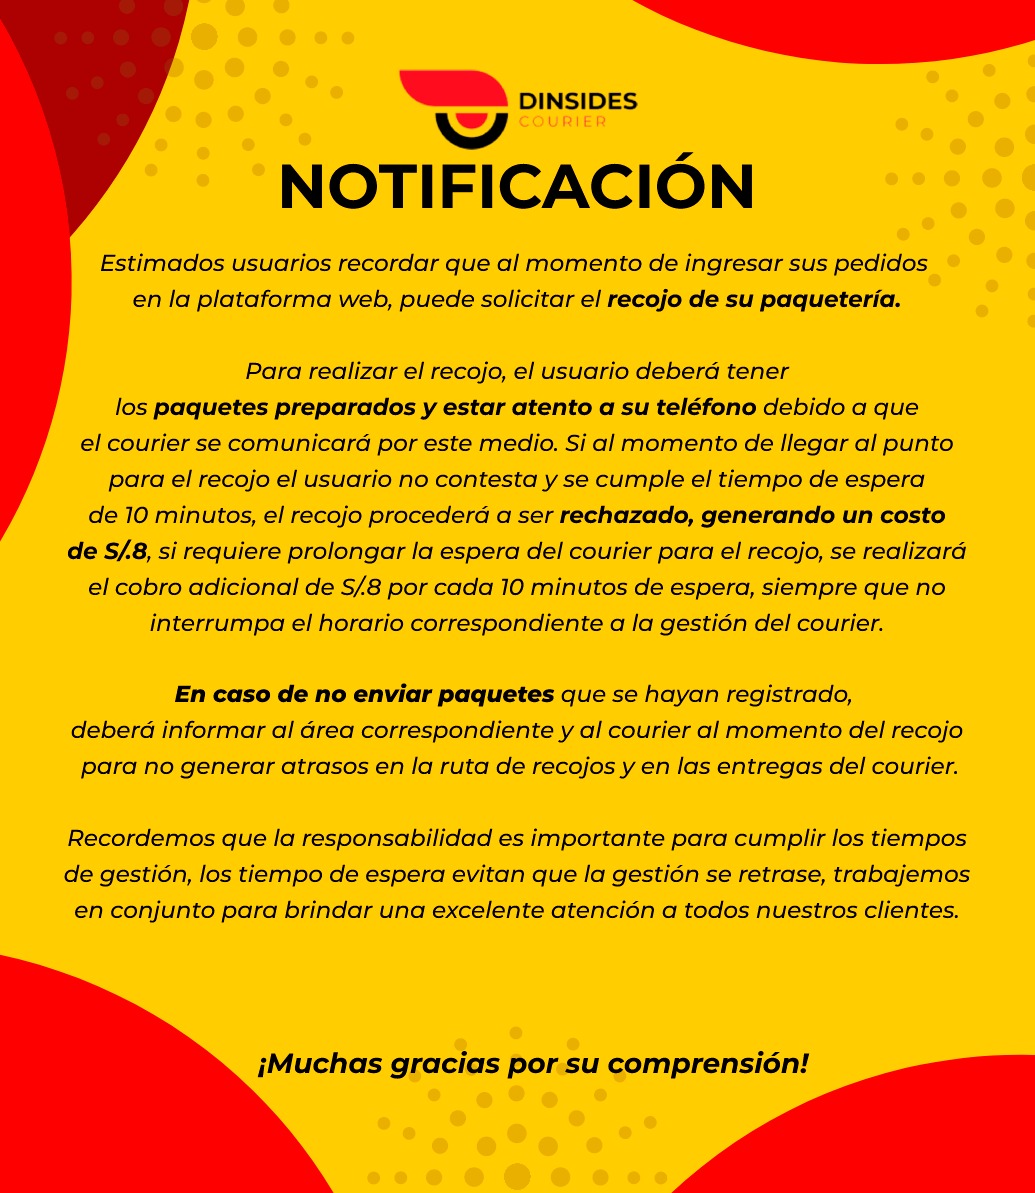 DINSIDES
COURIER
NOTIFICACIÓN
Estimados usuarios recordar que al momento de ingresar sus pedidos
en la plataforma web, puede solicitar el recojo de su paquetería.
Para realizar el recojo, el usuario deberá tener
los paquetes preparados y estar atento a su teléfono debido a que
el courier se comunicará por este medio. Si al momento de llegar al punto
para el recojo el usuario no contesta y se cumple el tiempo de espera
de 10 minutos, el recojo procederá a ser rechazado, generando un costo
de S/.8, si requiere prolongar la espera del courier para el recojo, se realizará
el cobro adicional de S/.8 por cada 10 minutos de espera, siempre que no
interrumpa el horario correspondiente a la gestión del courier.
En caso de no enviar paquetes que se hayan registrado,
deberá informar al área correspondiente y al courier al momento del recojo
para no generar atrasos en la ruta de recojos y en las entregas del courier.
Recordemos que la responsabilidad es importante para cumplir los tiempos
de gestión, los tiempo de espera evitan que la gestión se retrase, trabajemos
en conjunto para brindar una excelente atención a todos nuestros clientes.
¡Muchas gracias por su comprensión!